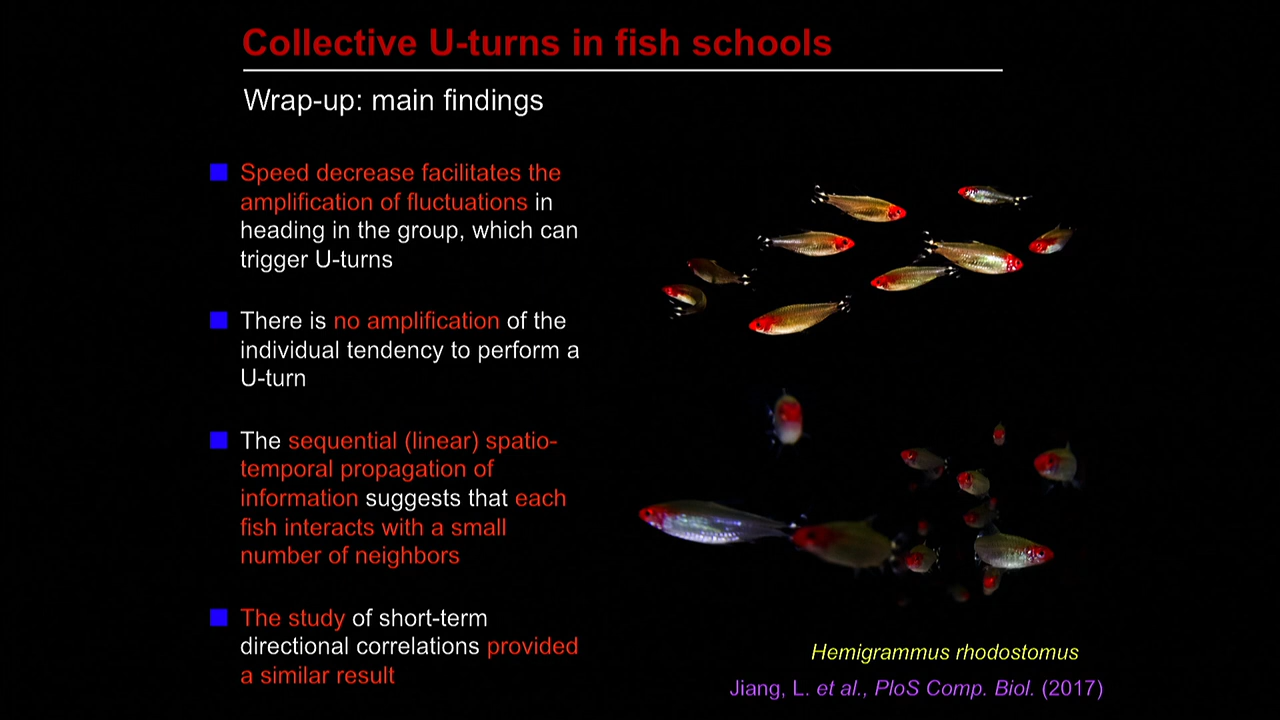 Collective U-turns in fish schools
Wrap-up: main findings
Speed decrease facilitates the
amplification of fluctuations in
heading in the group, which can
trigger U-turns
There is no amplification of the
individual tendency to perform a
U-turn
The sequential (linear) spatio-
temporal propagation of
information suggests that each
fish interacts with a small
number of neighbors
The study of short-term
directional correlations provided
a similar result
Hemigrammus rhodostomus
Jiang, L. et al., PloS Comp. Biol. (2017)